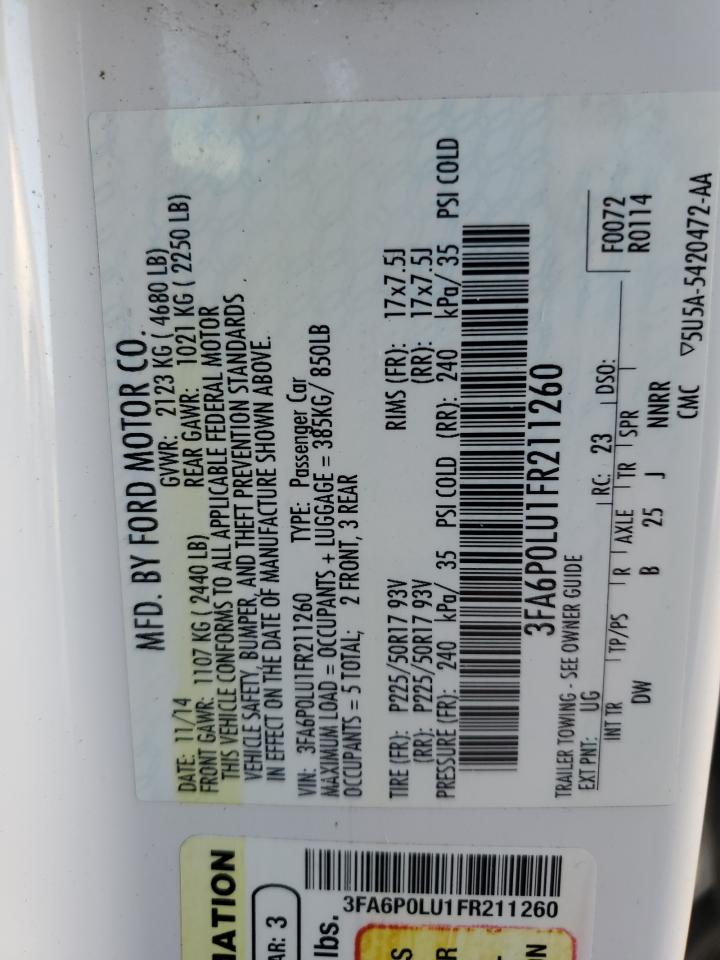 MFD. BY FORD MOTOR CO.
DATE: 11/14 GVWR: 2123 KG ( 4680 LB)
FRONT GAWR: 1107 KG ( 2440 LB) REAR GAWR: 1021 KG ( 2250 LB)
THIS VEHICLE CONFORMS TO ALL APPLICABLE FEDERAL MOTOR
VEHICLE SAFETY, BUMPER, AND THEFT PREVENTION STANDARDS
IN EFFECT ON THE DATE OF MANUFACTURE SHOWN ABOVE.
VIN: 3FA6P0LU1FR211260 TYPE: Passenger Car
MAXIMUM LOAD = OCCUPANTS + LUGGAGE = 385KG/ 850LB
OCCUPANTS = 5 TOTAL; 2 FRONT, 3 REAR
TIRE (FR): P225/50R17 93V RIMS (FR): 17x7.5J
(RR): P225/50R17 93V (RR): 17x7.5J
PRESSURE (FR): 240 kPa/ 35 PSI COLD (RR): 240 kPa/ 35 PSI COLD
3FA6P0LU1FR211260
TRAILER TOWING - SEE OWNER GUIDE
F0072
R0114
EXT PNT: UG RC: 23 DSO:
INT TR TP/PS R AXLE TR SPR
DW B 25 J NNRR
CMC ▽5U5A-5420472-AA
MATION
AR: 3
lbs.
3FA6P0LU1FR211260
S
R
L
ON